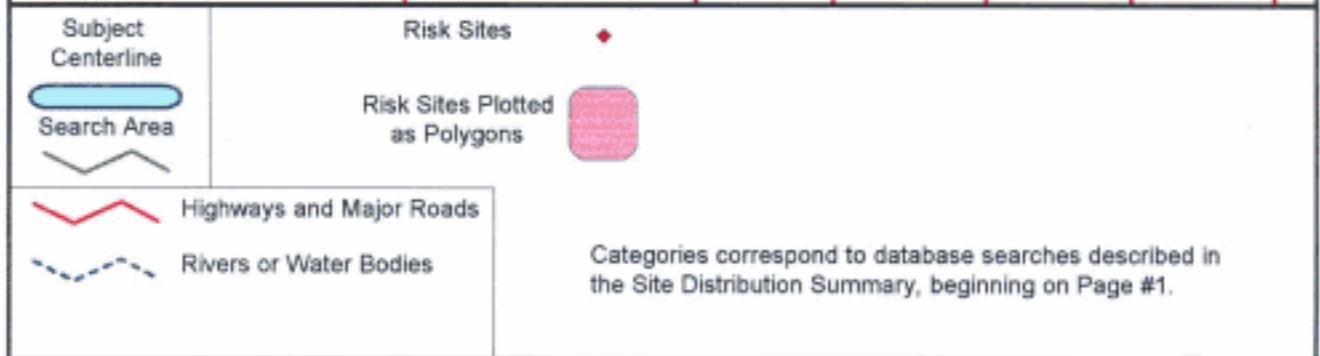 Subject
Centerline
Search Area
Risk Sites
Risk Sites Plotted
as Polygons
Highways and Major Roads
Rivers or Water Bodies
Categories correspond to database searches described in
the Site Distribution Summary, beginning on Page #1.